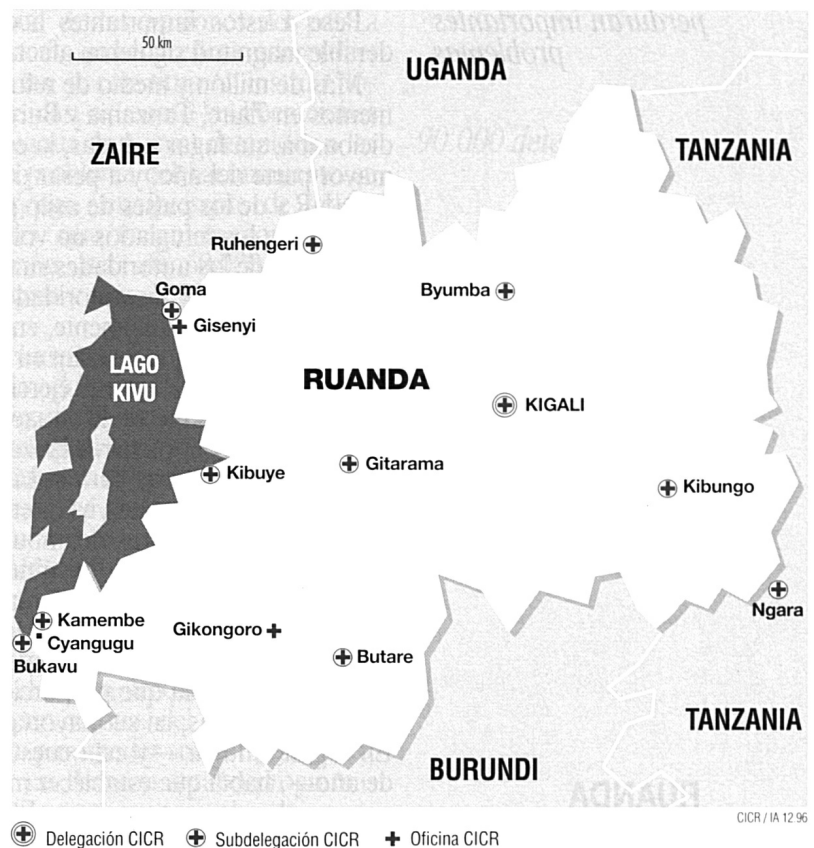 50 km
UGANDA
ZAIRE
TANZANIA
Ruhengeri
Goma
Byumba
Gisenyi
LAGO
KIVU
RUANDA
KIGALI
Gitarama
Kibuye
Kibungo
Ngara
Kamembe
Cyangugu
Gikongoro
Butare
Bukavu
TANZANIA
BURUNDI
CICR / IA 12.96
Delegación CICR
Subdelegación CICR
Oficina CICR